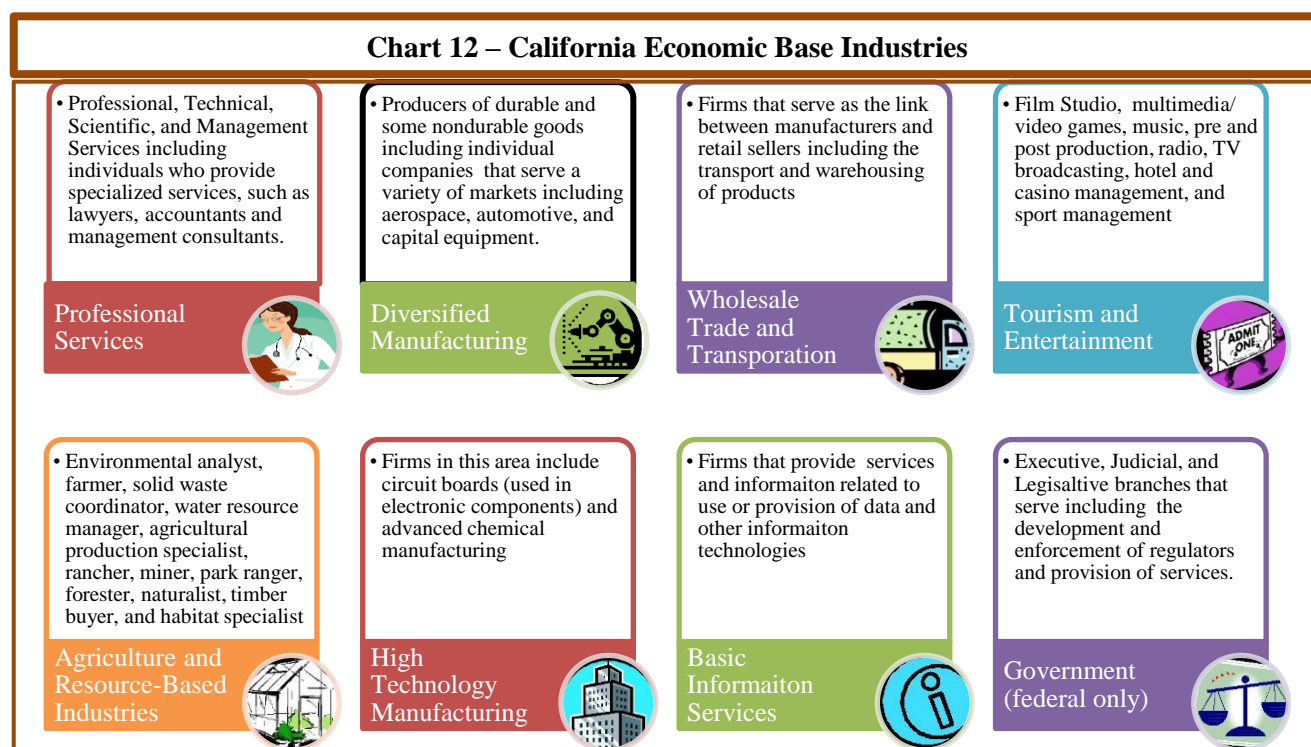 Chart 12 – California Economic Base Industries
• Professional, Technical,
Scientific, and Management
Services including
individuals who provide
specialized services, such as
lawyers, accountants and
management consultants.
Professional
Services
• Producers of durable and
some nondurable goods
including individual
companies that serve a
variety of markets including
aerospace, automotive, and
capital equipment.
Diversified
Manufacturing
• Firms that serve as the link
between manufacturers and
retail sellers including the
transport and warehousing
of products
Wholesale
Trade and
Transporation
• Film Studio, multimedia/
video games, music, pre and
post production, radio, TV
broadcasting, hotel and
casino management, and
sport management
Tourism and
Entertainment
ADMIT
ONE
• Environmental analyst,
farmer, solid waste
coordinator, water resource
manager, agricultural
production specialist,
rancher, miner, park ranger,
forester, naturalist, timber
buyer, and habitat specialist
Agriculture and
Resource-Based
Industries
• Firms in this area include
circuit boards (used in
electronic components) and
advanced chemical
manufacturing
High
Technology
Manufacturing
• Firms that provide services
and informaiton related to
use or provision of data and
other informaiton
technologies
Basic
Informaiton
Services
i
• Executive, Judicial, and
Legisaltive branches that
serve including the
development and
enforcement of regulators
and provision of services.
Government
(federal only)